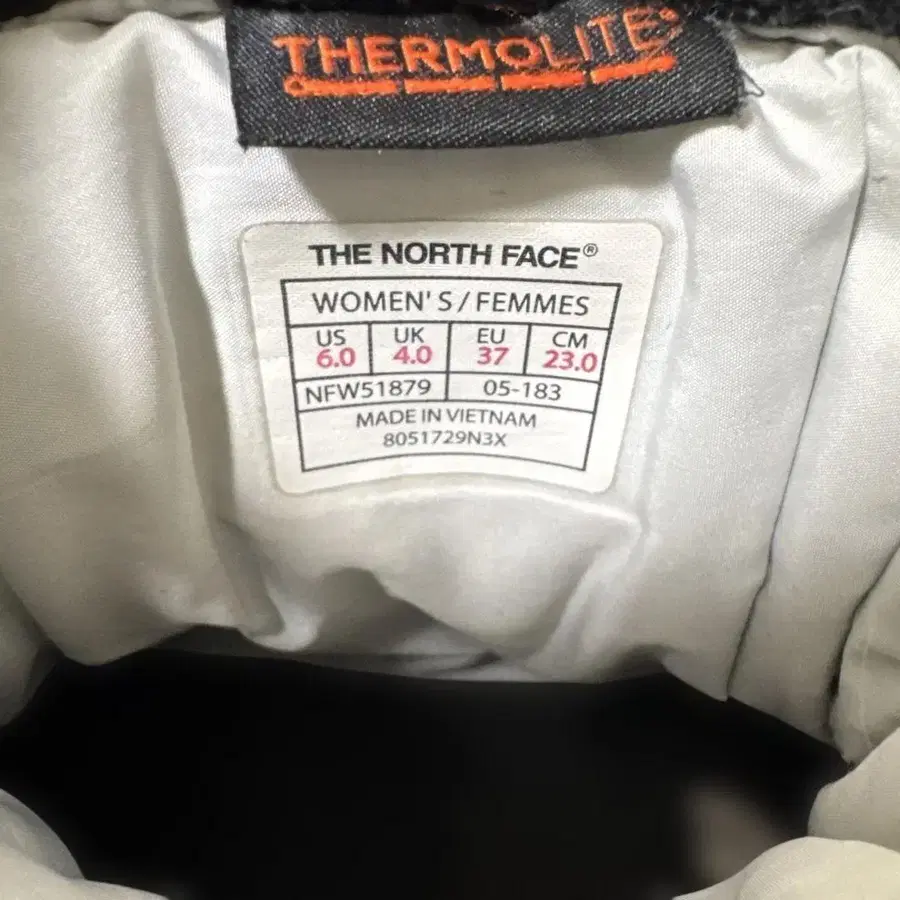 THERMOLITE®
THE NORTH FACE®
WOMEN'S/FEMMES
US UK EU CM
6.0 4.0 37 23.0
NFW51879 05-183
MADE IN VIETNAM
8051729N3X